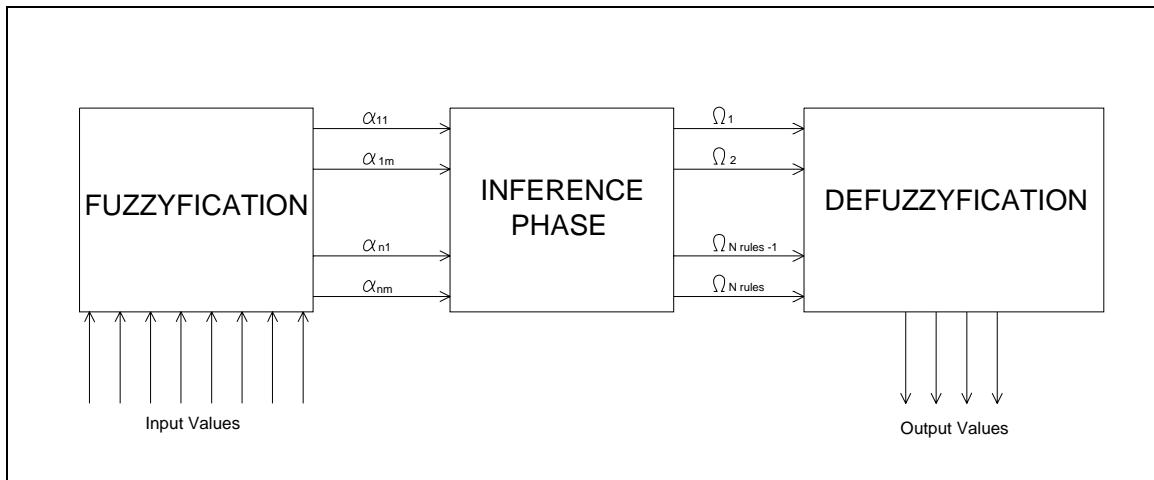 FUZZYFICATION
α11
α1m
αn1
αnm
INFERENCE
PHASE
Ω1
Ω2
ΩN rules -1
ΩN rules
DEFUZZYFICATION
Input Values
Output Values